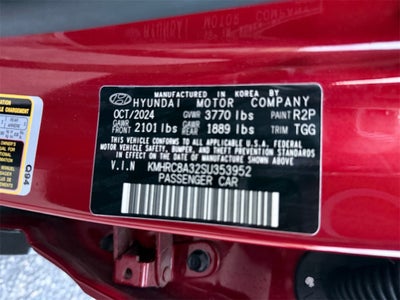 MANUFACTURED IN KOREA BY
HYUNDAI MOTOR COMPANY
OCT/2024 GVWR 3770 lbs PAINT R2P
GAWR FRONT 2101 lbs GAWR REAR 1889 lbs TRIM TGG
THIS VEHICLE CONFORMS TO ALL APPLICABLE U.S. FEDERAL
MOTOR VEHICLE SAFETY, BUMPER, AND THEFT PREVENTION
STANDARDS IN EFFECT ON THE DATE OF MANUFACTURE SHOWN ABOVE.
V.I.N KMHRC8A32SU353952
PASSENGER CAR
Q94